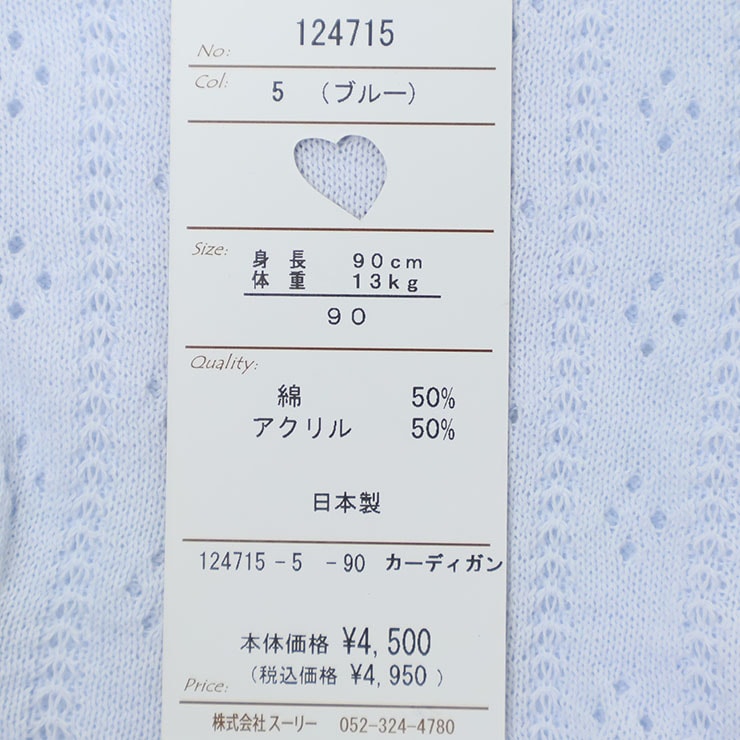 No: 124715
Col: 5 （ブルー）
Size: 身長 90cm
体重 13kg
90
Quality:
綿 50%
アクリル 50%
日本製
124715-5 -90 カーディガン
本体価格 ¥4,500
（税込価格 ¥4,950 ）
Price:
株式会社スーリー 052-324-4780